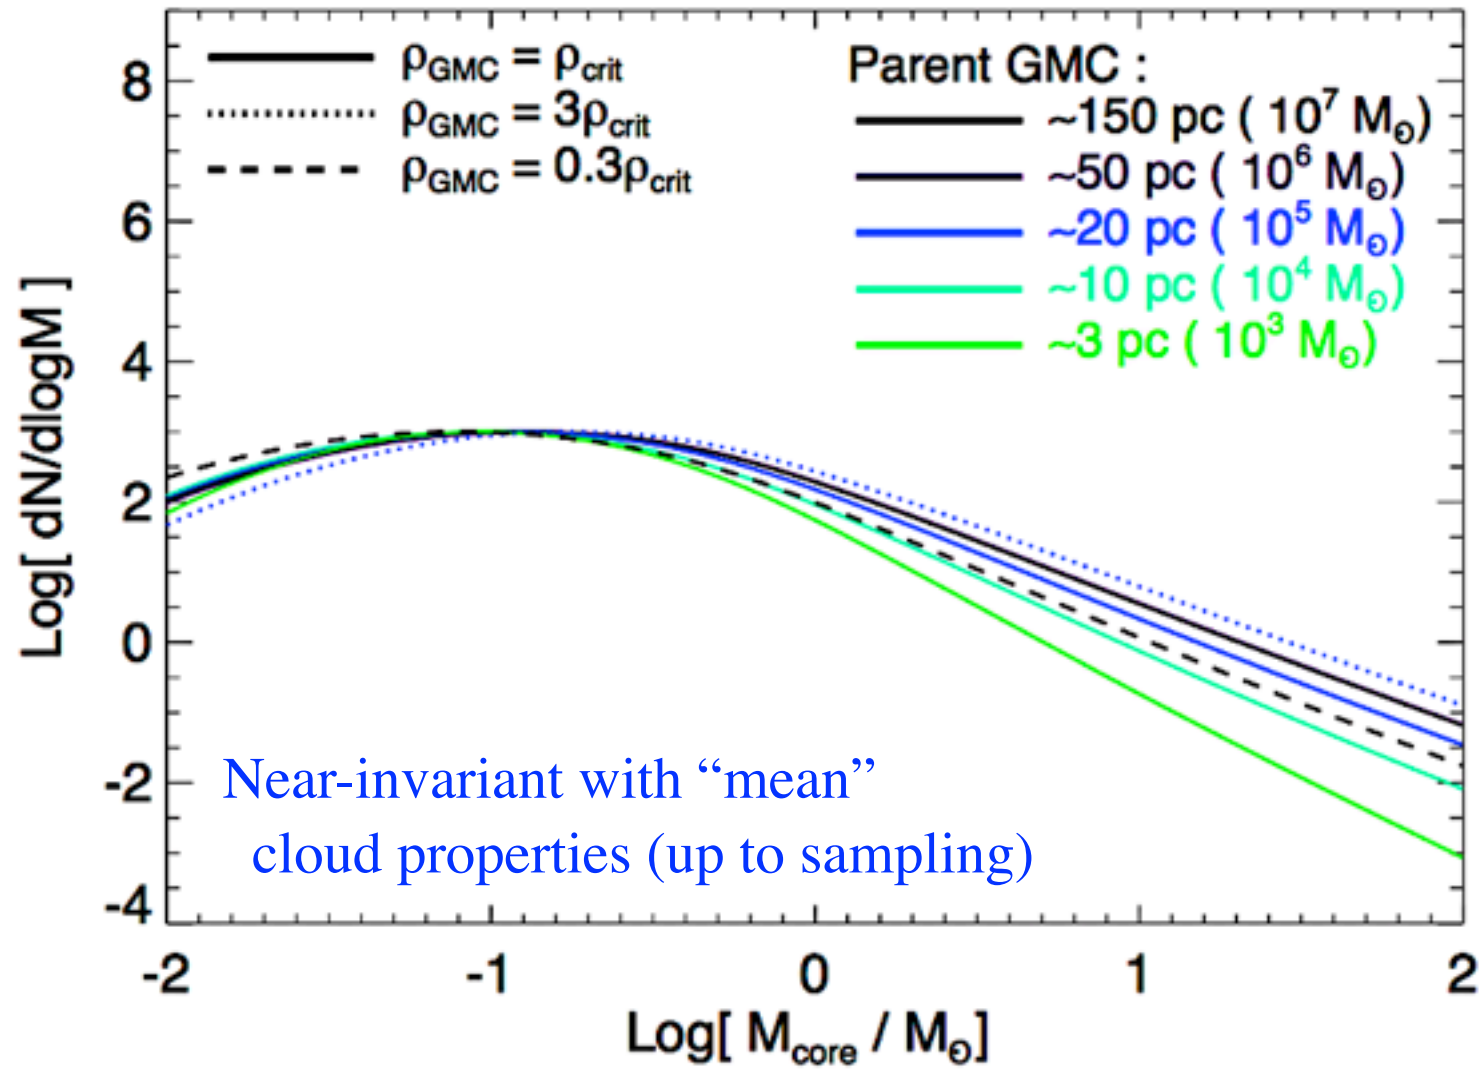 ρGMC = ρcrit
ρGMC = 3ρcrit
ρGMC = 0.3ρcrit
Parent GMC :
~150 pc ( 10⁷ M☉)
~50 pc ( 10⁶ M☉)
~20 pc ( 10⁵ M☉)
~10 pc ( 10⁴ M☉)
~3 pc ( 10³ M☉)
Log[ dN/dlogM ]
8
6
4
2
0
-2
-4
Near-invariant with “mean”
cloud properties (up to sampling)
-2 -1 0 1 2
Log[ Mcore / M☉]